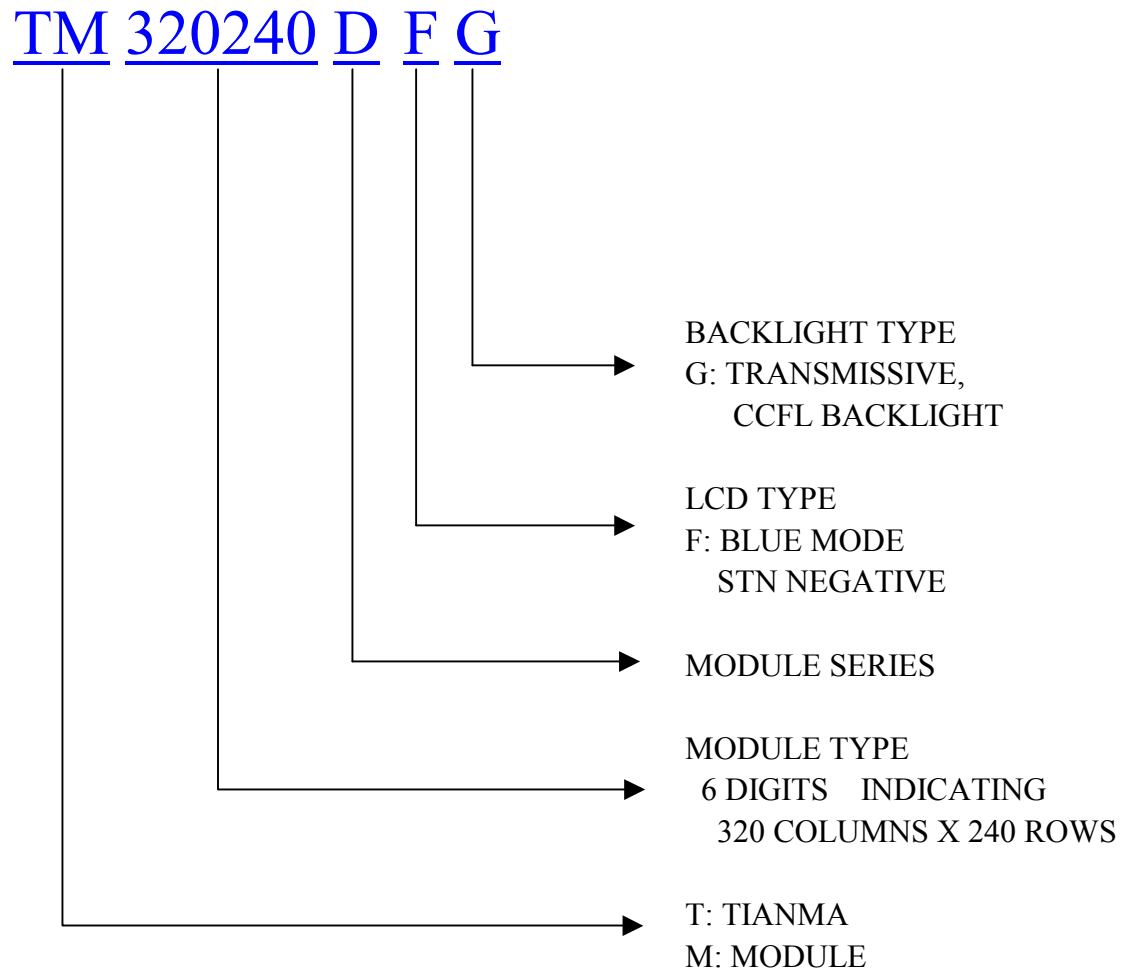 TM 320240 D F G
BACKLIGHT TYPE
G: TRANSMISSIVE,
CCFL BACKLIGHT
LCD TYPE
F: BLUE MODE
STN NEGATIVE
MODULE SERIES
MODULE TYPE
6 DIGITS INDICATING
320 COLUMNS X 240 ROWS
T: TIANMA
M: MODULE